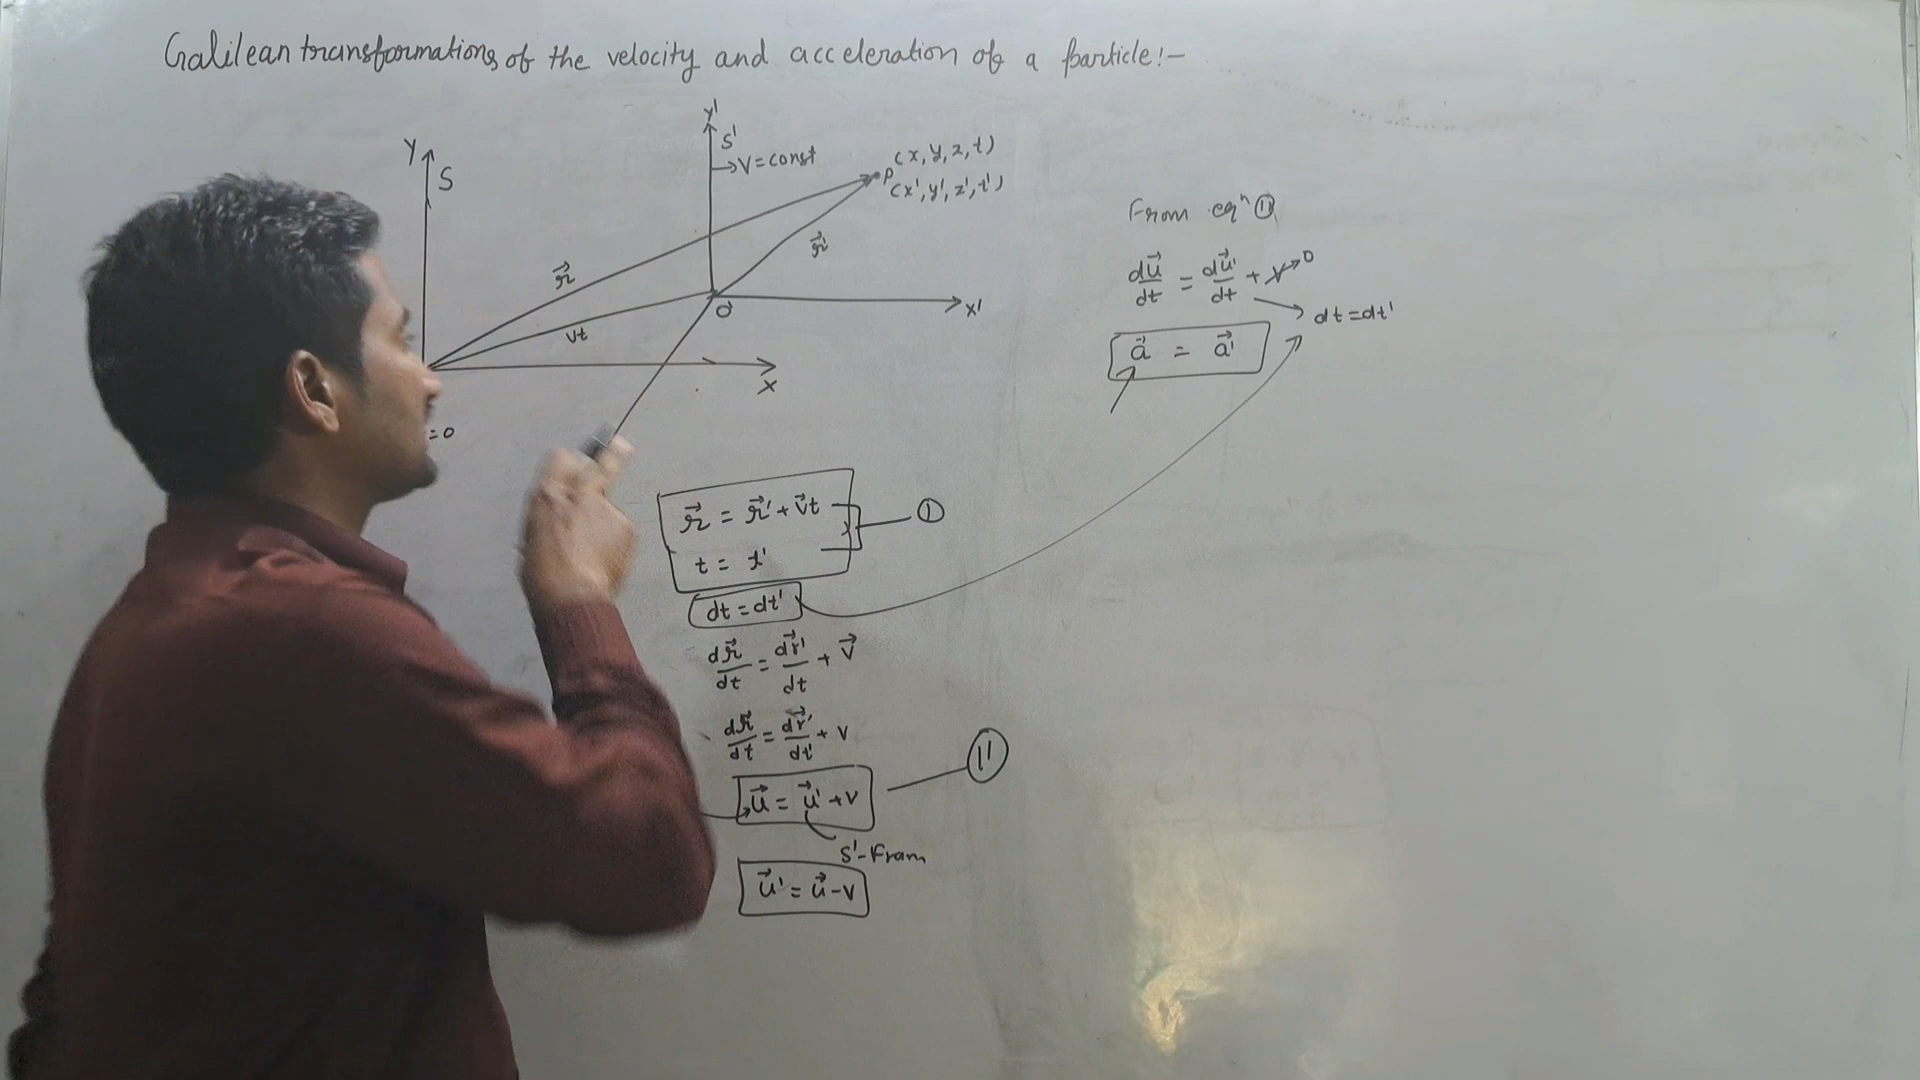 Galilean transformations of the velocity and acceleration of a particle:-
Y
S
Y'
S'
→ V = const
P (x, y, z, t)
(x', y', z', t')
r⃗
r⃗'
vt
O'
X'
X
= 0
r⃗ = r⃗' + v⃗t
t = t'
①
dt = dt'
dr⃗/dt = dr⃗'/dt + v⃗
dr⃗/dt = dr⃗'/dt' + v
u⃗ = u⃗' + v
⑪
S'-Fram
u⃗' = u⃗ - v
From eqⁿ ⑪
du⃗/dt = du⃗'/dt + v→0
dt = dt'
a⃗ = a⃗'